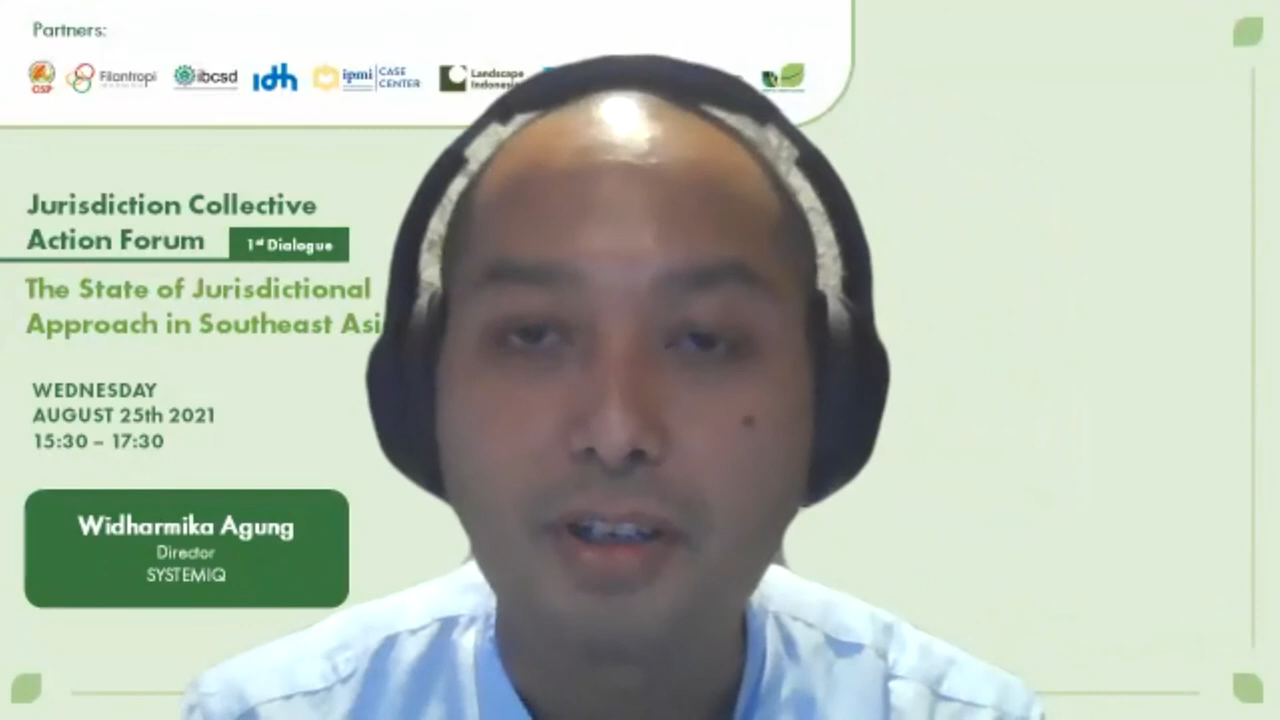 Partners:
CSP
Filantropi
ibcsd
idh
ipmi CASE CENTER
Landscape
Jurisdiction Collective
Action Forum
1st Dialogue
The State of Jurisdictional
Approach in Southeast Asi
WEDNESDAY
AUGUST 25th 2021
15:30 – 17:30
Widharmika Agung
Director
SYSTEMIQ